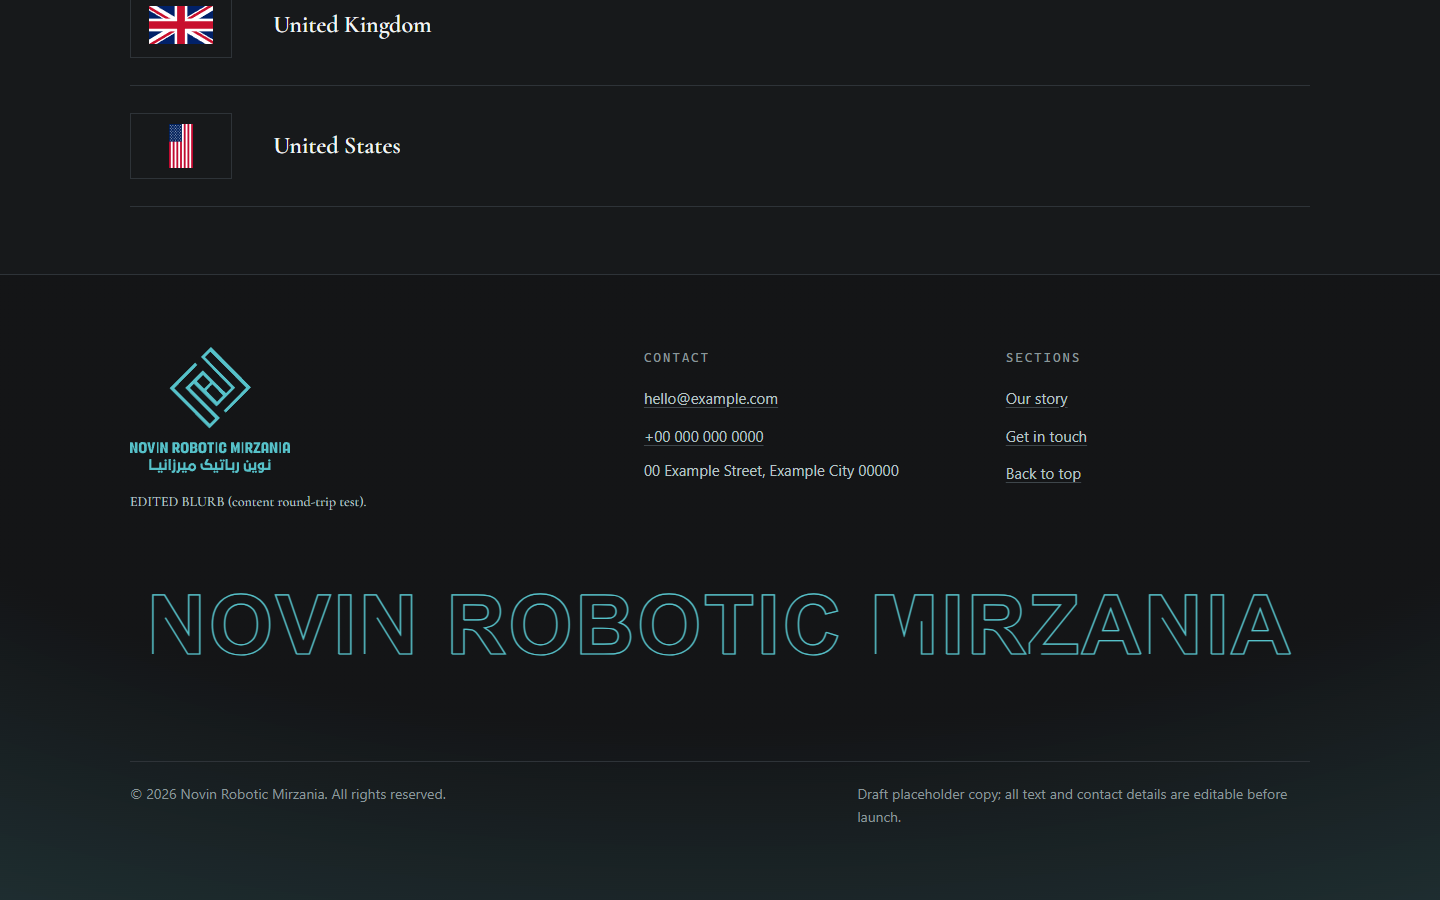 United Kingdom
United States
NOVIN ROBOTIC MIRZANIA
نوین رباتیک میرزانیا
EDITED BLURB (content round-trip test).
CONTACT
hello@example.com
+00 000 000 0000
00 Example Street, Example City 00000
SECTIONS
Our story
Get in touch
Back to top
NOVIN ROBOTIC MIRZANIA
© 2026 Novin Robotic Mirzania. All rights reserved.
Draft placeholder copy; all text and contact details are editable before
launch.